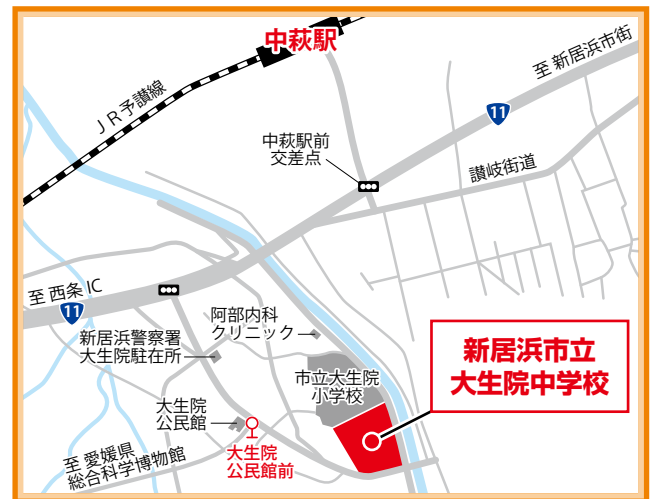 中萩駅
JR予讃線
至 新居浜市街
11
中萩駅前
交差点
讃岐街道
至 西条 IC
11
阿部内科
クリニック
新居浜警察署
大生院駐在所
新居浜市立
大生院中学校
市立大生院
小学校
大生院
公民館
大生院
公民館前
至 愛媛県
総合科学博物館